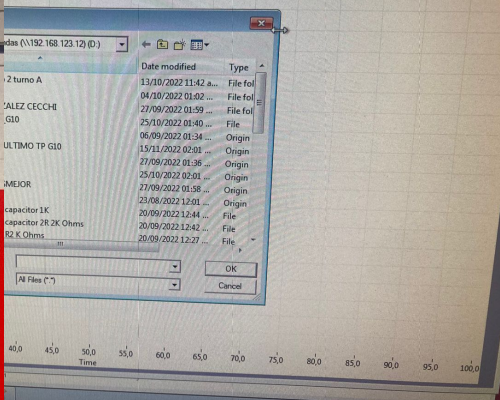 adas (\\192.168.123.12) (D:)
Date modified Type
2 turno A 13/10/2022 11:42 a... File fol
04/10/2022 01:02 ... File fol
ZALEZ CECCHI 27/09/2022 01:59 ... File fol
G10 25/10/2022 01:40 ... File
06/09/2022 01:34 ... Origin
ULTIMO TP G10 15/11/2022 02:01 ... Origin
27/09/2022 01:36 ... Origin
25/10/2022 02:01 ... Origin
MEJOR 27/09/2022 01:58 ... Origin
23/08/2022 12:01 ... Origin
capacitor 1K 20/09/2022 12:44 ... File
capacitor 2R 2K Ohms 20/09/2022 12:42 ... File
R2 K Ohms 20/09/2022 12:27 ... File
OK
All Files (*.*)
Cancel
40,0 45,0 50,0 55,0 60,0 65,0 70,0 75,0 80,0 85,0 90,0 95,0 100,0
Time